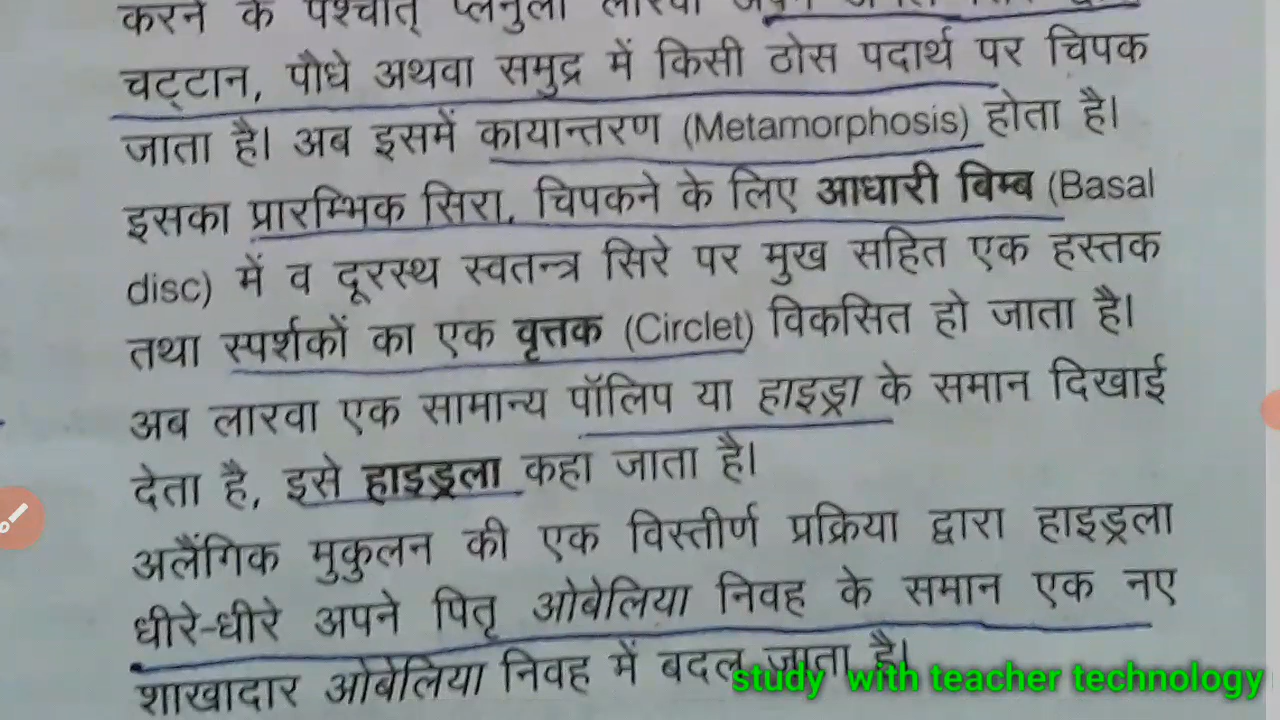 करने के पश्चात् प्लैनुला लारवा अपने
चट्टान, पौधे अथवा समुद्र में किसी ठोस पदार्थ पर चिपक
जाता है। अब इसमें कायान्तरण (Metamorphosis) होता है।
इसका प्रारम्भिक सिरा, चिपकने के लिए आधारी बिम्ब (Basal
disc) में व दूरस्थ स्वतन्त्र सिरे पर मुख सहित एक हस्तक
तथा स्पर्शकों का एक वृत्तक (Circlet) विकसित हो जाता है।
अब लारवा एक सामान्य पॉलिप या हाइड्रा के समान दिखाई
देता है, इसे हाइड्रूला कहा जाता है।
अलैंगिक मुकुलन की एक विस्तीर्ण प्रक्रिया द्वारा हाइड्रूला
धीरे-धीरे अपने पितृ ओबेलिया निवह के समान एक नए
शाखादार ओबेलिया निवह में बदल जाता है।
study with teacher technology